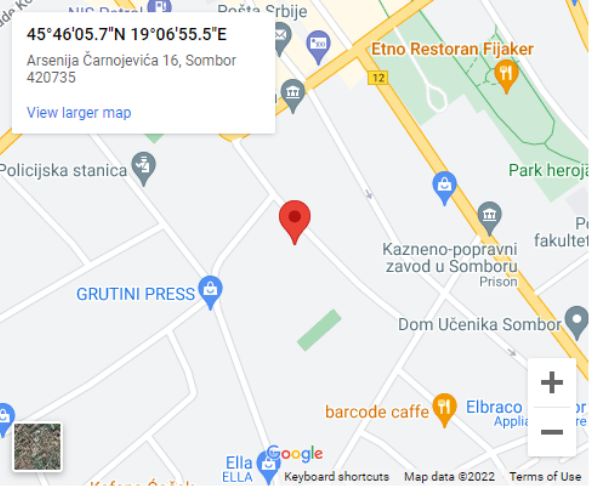 NIS Petrol
Pošta Srbije
45°46'05.7"N 19°06'55.5"E
Arsenija Čarnojevića 16, Sombor
420735
View larger map
Etno Restoran Fijaker
12
Policijska stanica
Park heroja
Kazneno-popravni
zavod u Somboru
Prison
fakultet
GRUTINI PRESS
Dom Učenika Sombor
barcode caffe
Elbraco
Ella
ELLA
Google
Keyboard shortcuts
Map data ©2022
Terms of Use